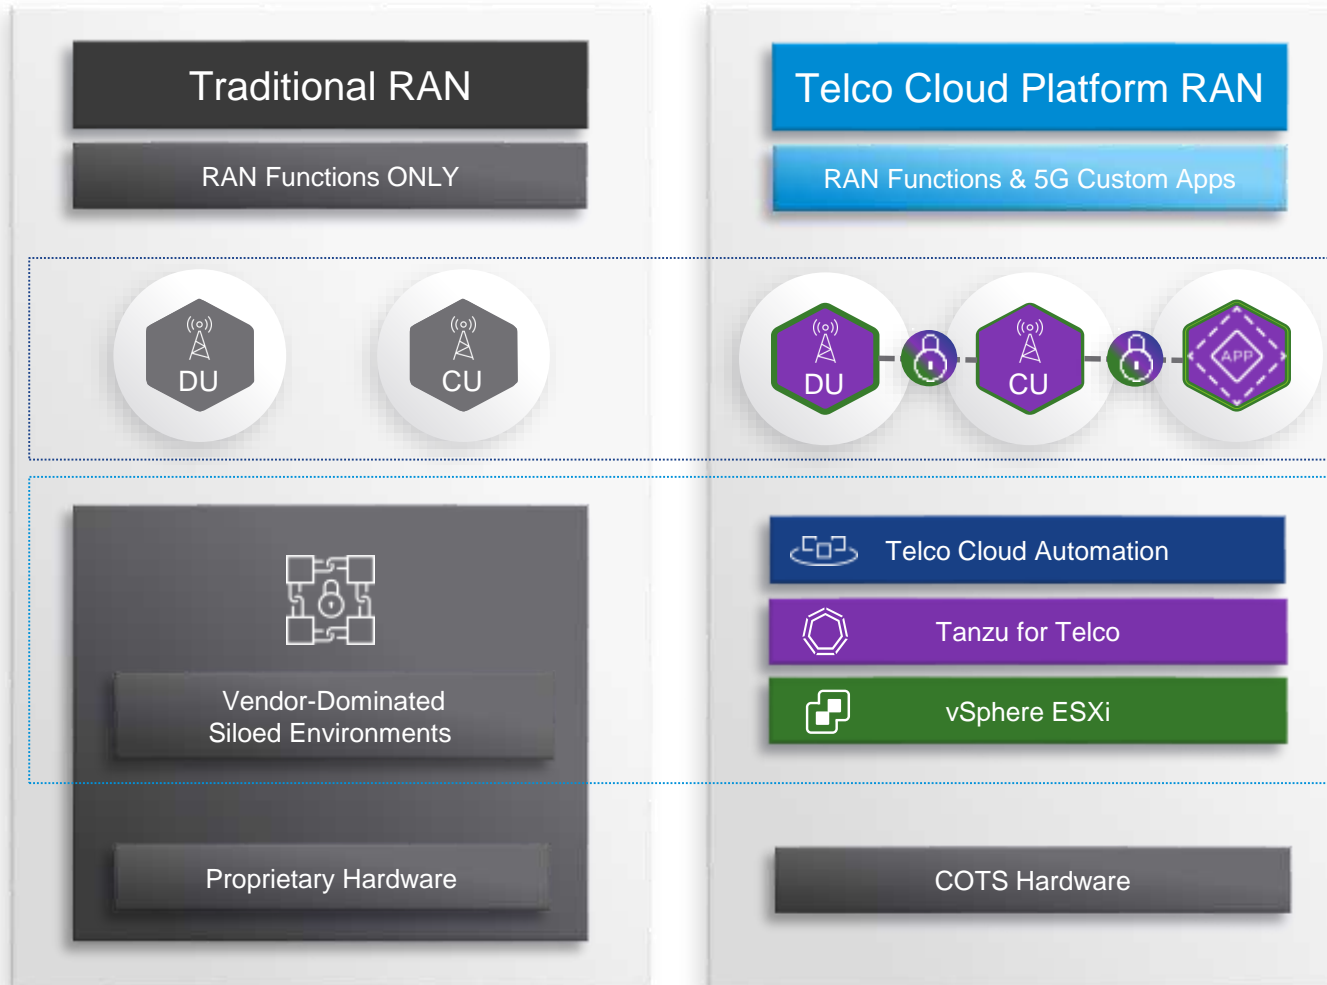 Traditional RAN
RAN Functions ONLY
DU
CU
Vendor-Dominated
Siloed Environments
Proprietary Hardware
Telco Cloud Platform RAN
RAN Functions & 5G Custom Apps
DU
CU
APP
Telco Cloud Automation
Tanzu for Telco
vSphere ESXi
COTS Hardware